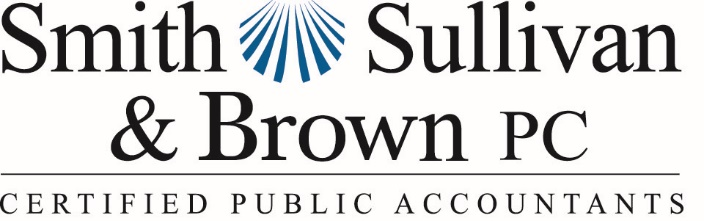 Smith Sullivan
& Brown PC
CERTIFIED PUBLIC ACCOUNTANTS